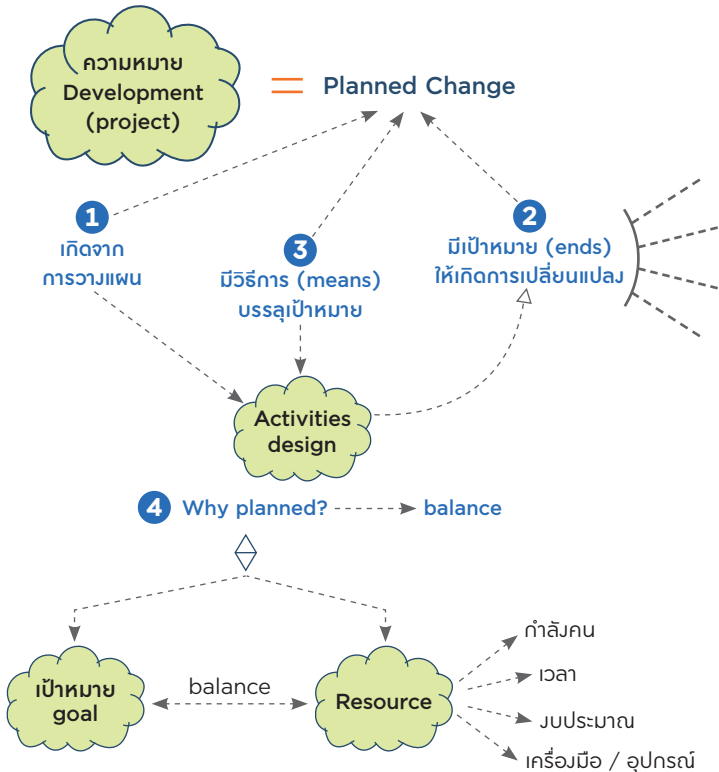 ความหมาย
Development
(project)
= Planned Change
1
เกิดจาก
การวางแผน
3
มีวิธีการ (means)
บรรลุเป้าหมาย
2
มีเป้าหมาย (ends)
ให้เกิดการเปลี่ยนแปลง
Activities
design
4 Why planned? balance
เป้าหมาย
goal
balance
Resource
กำลังคน
เวลา
งบประมาณ
เครื่องมือ / อุปกรณ์